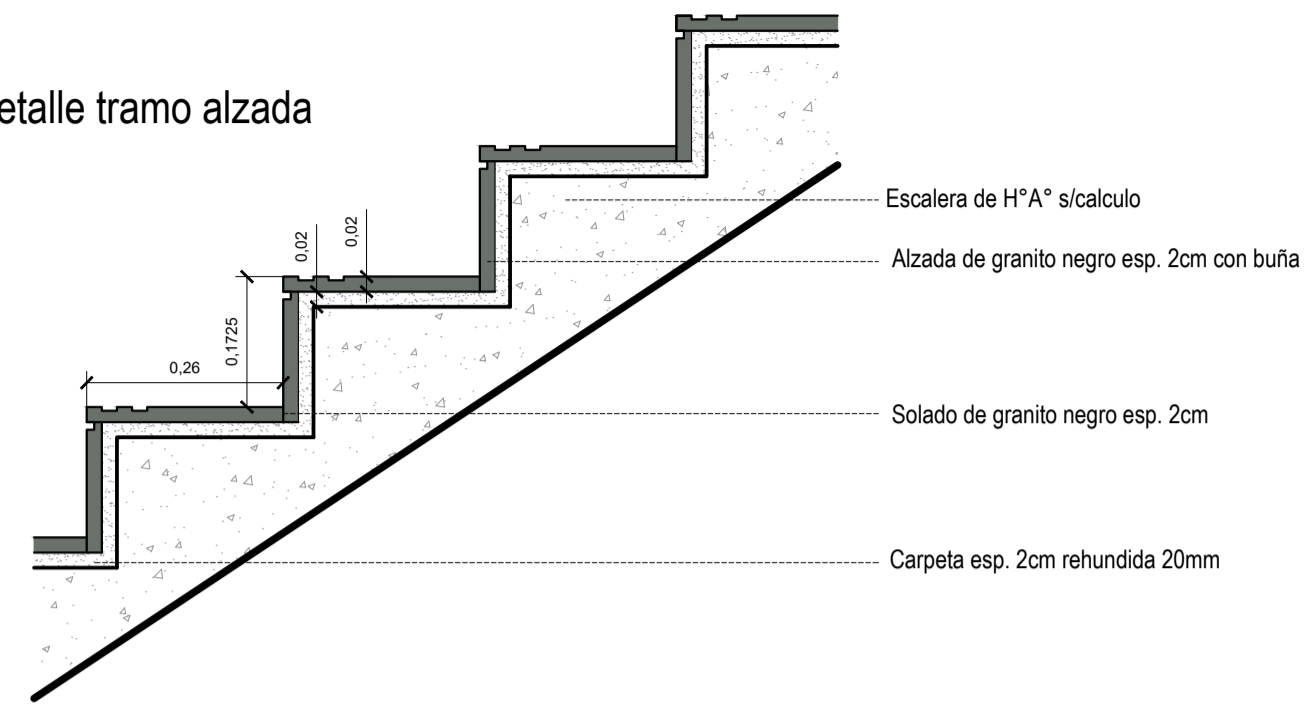 etalle tramo alzada
Escalera de H°A° s/calculo
Alzada de granito negro esp. 2cm con buña
0,02
0,02
0,1725
0,26
Solado de granito negro esp. 2cm
Carpeta esp. 2cm rehundida 20mm